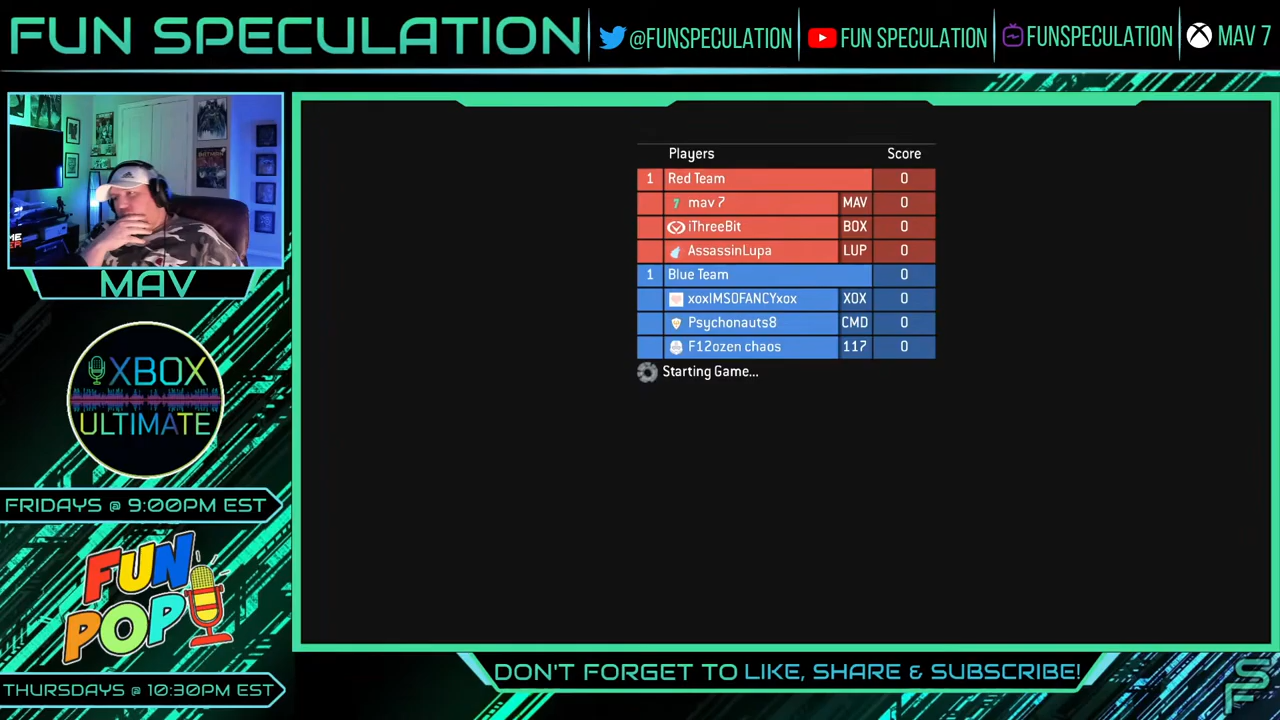 FUN SPECULATION
@FUNSPECULATION
FUN SPECULATION
FUNSPECULATION
MAV 7
MAV
XBOX
ULTIMATE
FRIDAYS @ 9:00PM EST
FUN
POP
THURSDAYS @ 10:30PM EST
Players Score
1 Red Team 0
7 mav 7 MAV 0
iThreeBit BOX 0
AssassinLupa LUP 0
1 Blue Team 0
xoxIMSOFANCYxox XOX 0
Psychonauts8 CMD 0
F12ozen chaos 117 0
Starting Game...
DON'T FORGET TO LIKE, SHARE & SUBSCRIBE!
SF